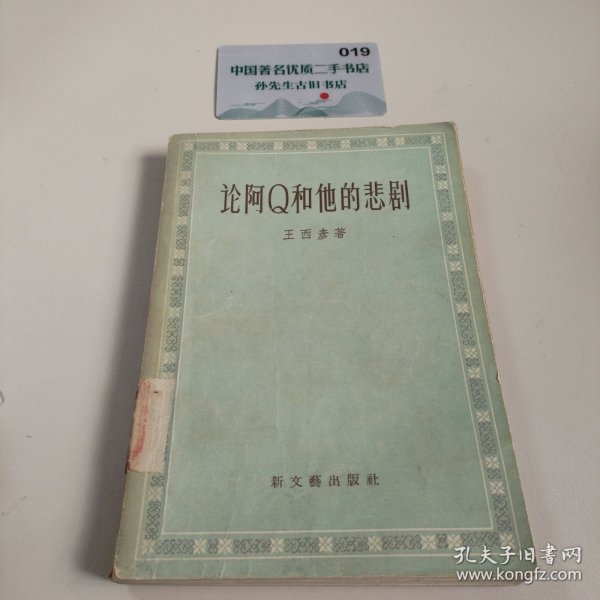 019
中国著名优质二手书店
孙先生古旧书店
论阿Q和他的悲剧
王西彦著
新文藝出版社
孔夫子旧书网
www.kongfz.com